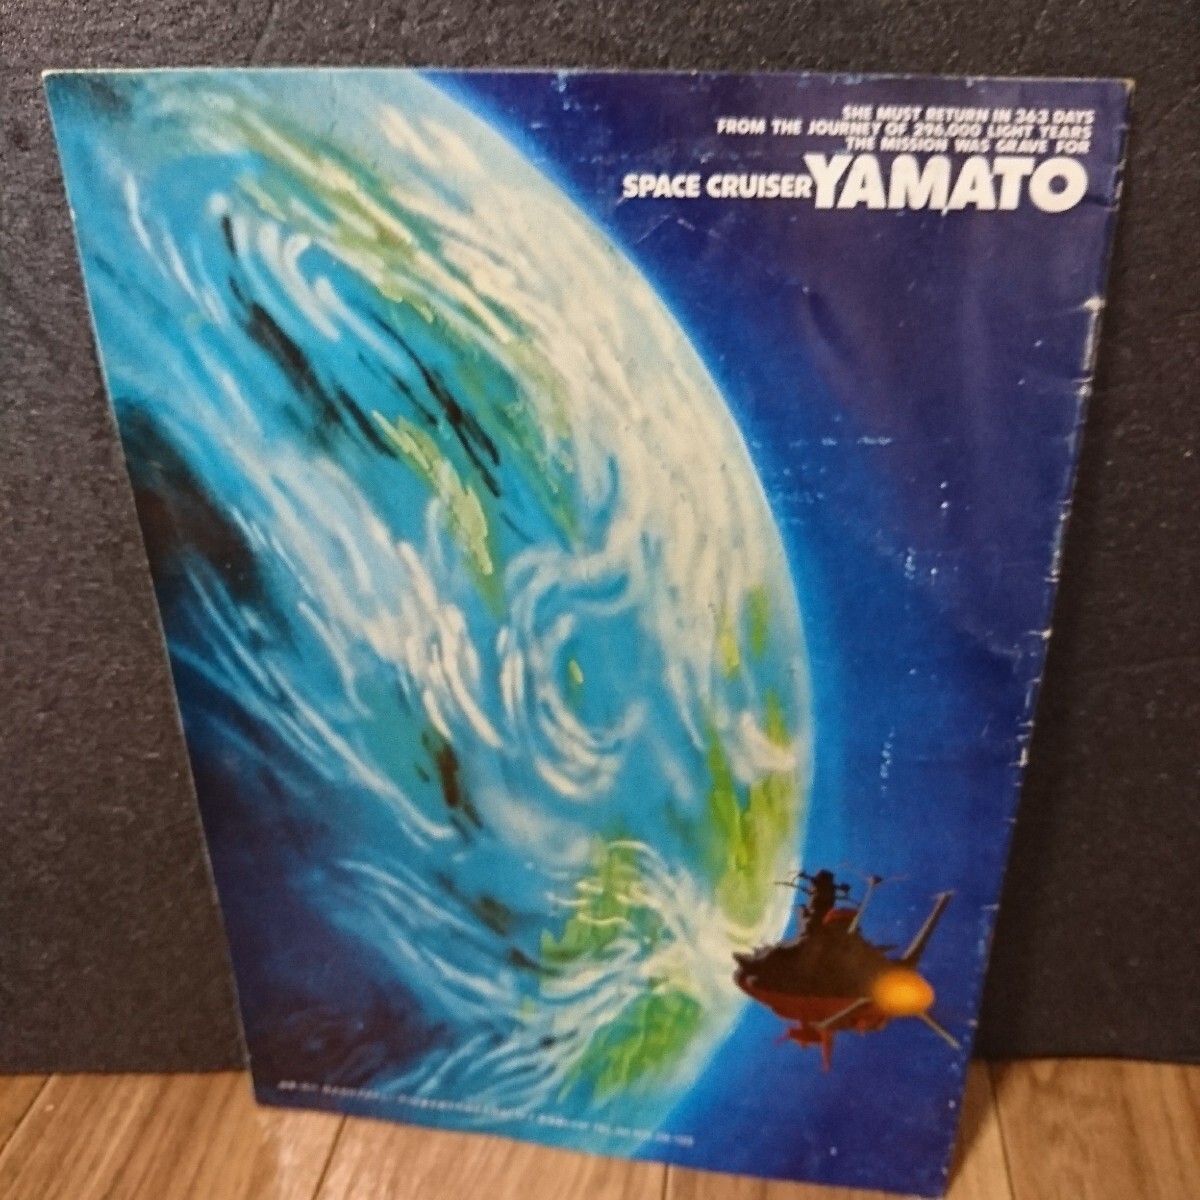 SHE MUST RETURN IN 363 DAYS
FROM THE JOURNEY OF 296,000 LIGHT YEARS
THE MISSION WAS GRAVE FOR
SPACE CRUISER YAMATO